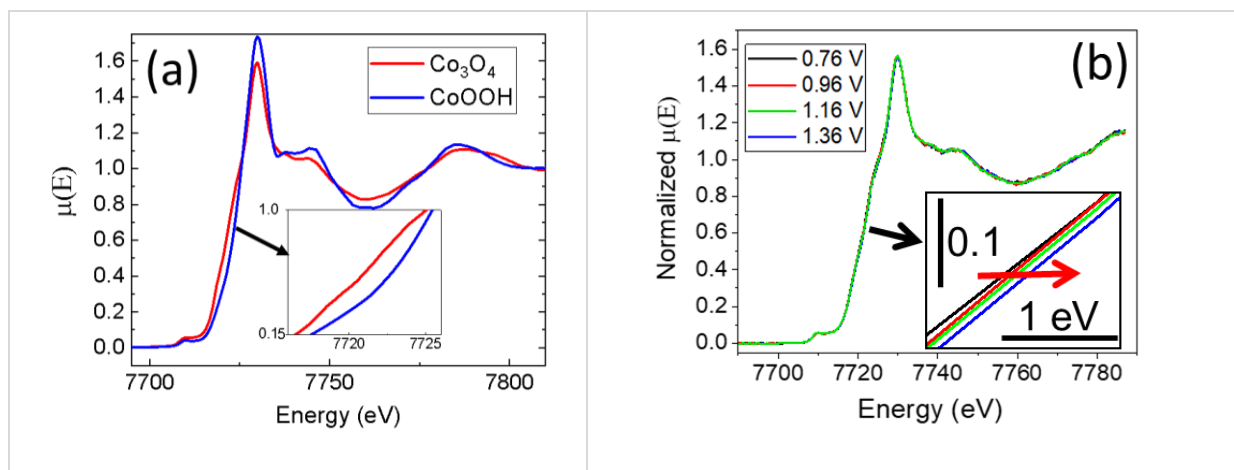 (a)
Co₃O₄
CoOOH
μ(E)
1.6
1.4
1.2
1.0
0.8
0.6
0.4
0.2
0.0
1.0
0.15
7720
7725
7700
7750
7800
Energy (eV)
(b)
0.76 V
0.96 V
1.16 V
1.36 V
Normalized μ(E)
1.6
1.4
1.2
1.0
0.8
0.6
0.4
0.2
0.0
0.1
1 eV
7700
7720
7740
7760
7780
Energy (eV)